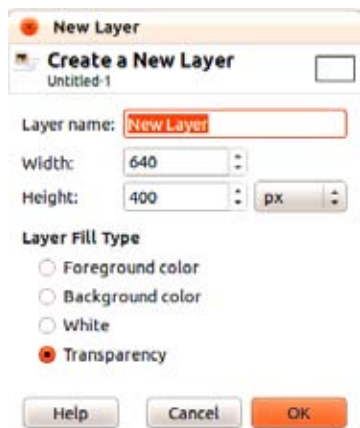 New Layer
Create a New Layer
Untitled-1
Layer name: New Layer
Width: 640
Height: 400 px
Layer Fill Type
Foreground color
Background color
White
Transparency
Help Cancel OK